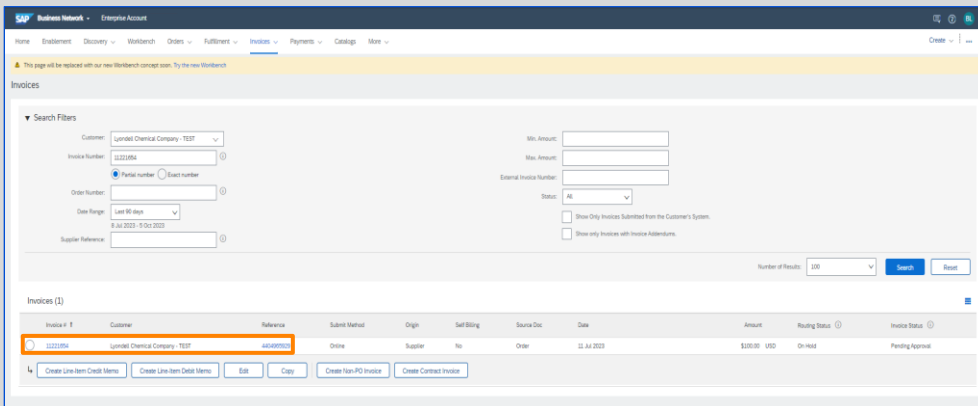 SAP Business Network Enterprise Account BL
Home Enablement Discovery Workbench Orders Fulfillment Invoices Payments Catalogs More Create ...
This page will be replaced with our new Workbench concept soon. Try the new Workbench
Invoices
Search Filters
Customer: Lyondell Chemical Company - TEST
Invoice Number: 11221654
Partial number Exact number
Order Number:
Date Range: Last 90 days
8 Jul 2023 - 5 Oct 2023
Supplier Reference:
Min. Amount:
Max. Amount:
External Invoice Number:
Status: All
Show Only Invoices Submitted from the Customer's System.
Show only Invoices with Invoice Addendums.
Number of Results: 100 Search Reset
Invoices (1)
Invoice # Customer Reference Submit Method Origin Self-Billing Source Doc Date Amount Routing Status Invoice Status
11221654 Lyondell Chemical Company - TEST 4404965929 Online Supplier No Order 11 Jul 2023 $100.00 USD On Hold Pending Approval
Create Line-Item Credit Memo Create Line-Item Debit Memo Edit Copy Create Non-PO Invoice Create Contract Invoice